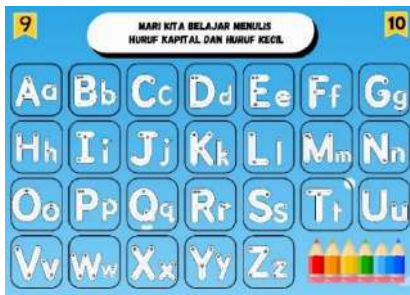 9
MARI KITA BELAJAR MENULIS
HURUF KAPITAL DAN HURUF KECIL
10
Aa Bb Cc Dd Ee Ff Gg
Hh Ii Jj Kk Ll Mm Nn
Oo Pp Qq Rr Ss Tt Uu
Vv Ww Xx Yy Zz